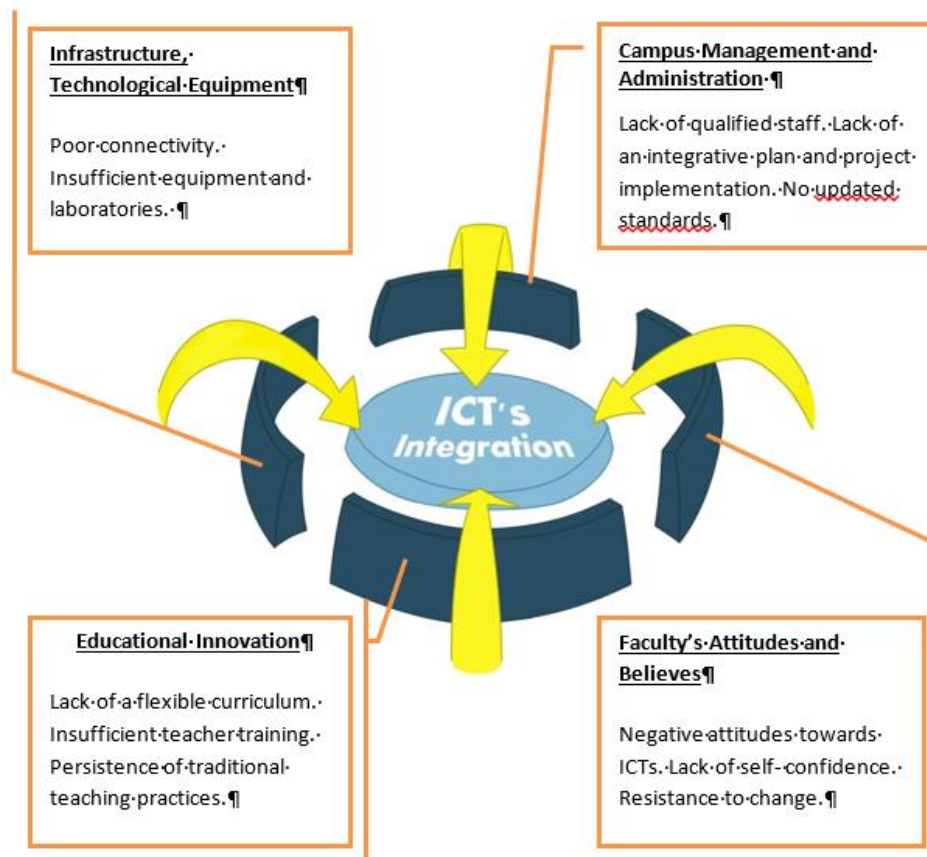 Infrastructure,·
Technological·Equipment¶
Poor·connectivity.·
Insufficient·equipment·and·
laboratories.·¶
Campus·Management·and·
Administration·¶
Lack·of·qualified·staff.·Lack·of·
an·integrative·plan·and·project·
implementation.·No·updated·
standards.¶
ICT's
Integration
Educational·Innovation¶
Lack·of·a·flexible·curriculum.·
Insufficient·teacher·training.·
Persistence·of·traditional·
teaching·practices.¶
Faculty’s·Attitudes·and·
Believes¶
Negative·attitudes·towards·
ICTs.·Lack·of·self-·confidence.·
Resistance·to·change.¶